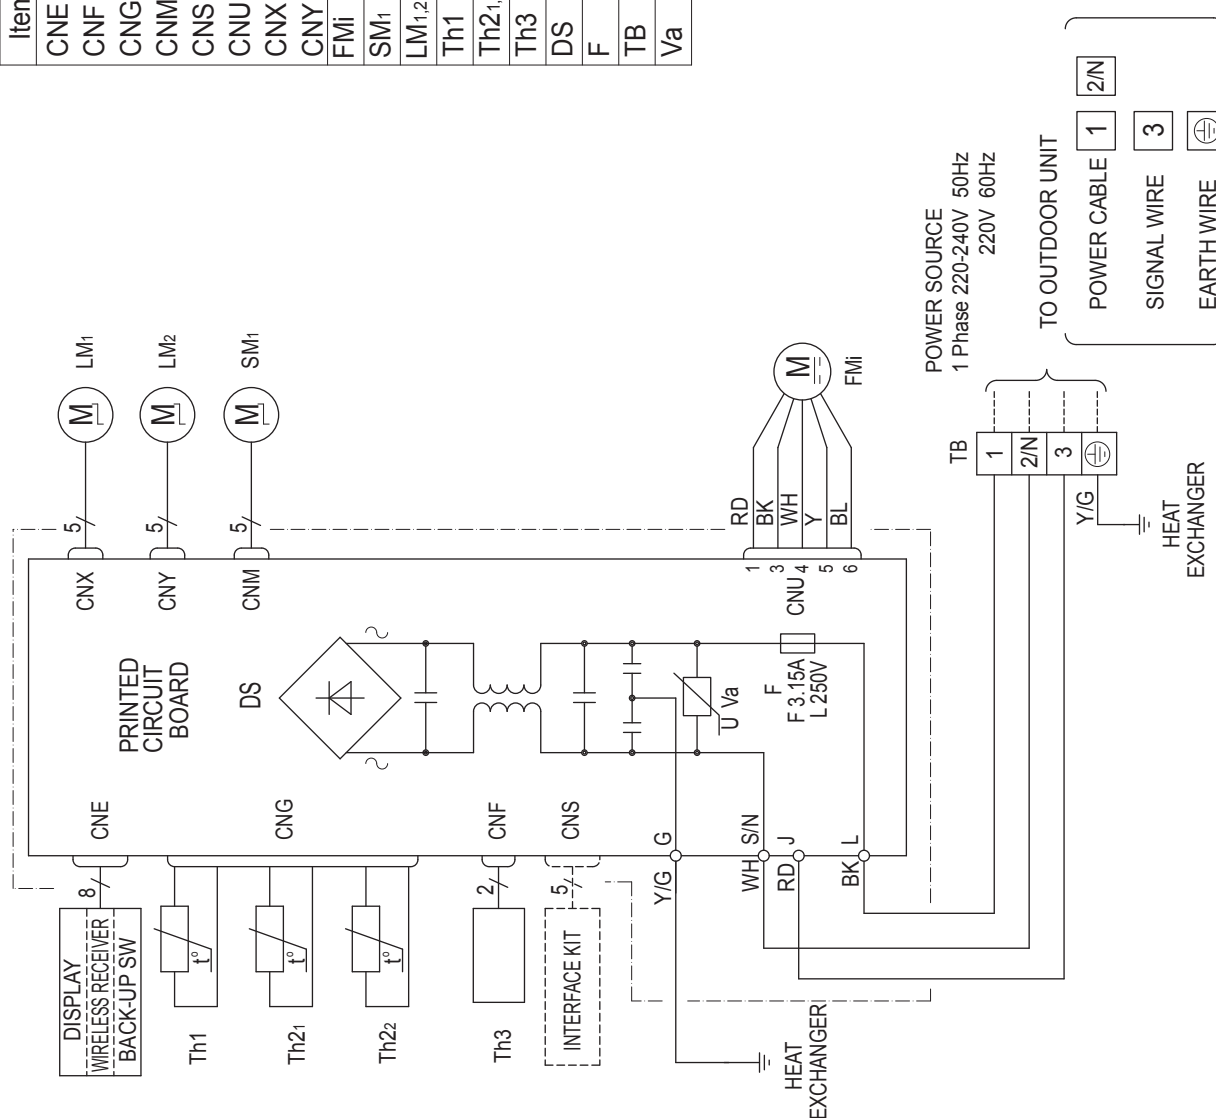 Item
CNE
CNF
CNG
CNM
CNS
CNU
CNX
CNY
FMi
SM1
LM1,2
Th1
Th21,
Th3
DS
F
TB
Va
LM1
LM2
SM1
M
M
M
5
5
5
CNX
CNY
CNM
PRINTED
CIRCUIT
BOARD
DS
CNE
CNG
CNF
CNS
8
2
5
DISPLAY
WIRELESS RECEIVER
BACK-UP SW
t°
t°
t°
Th1
Th21
Th22
Th3
INTERFACE KIT
U Va
F
F 3.15A
L 250V
CNU
1
3
4
5
6
RD
BK
WH
Y
BL
M
FMi
G
S/N
J
L
Y/G
WH
RD
BK
HEAT
EXCHANGER
POWER SOURCE
1 Phase 220-240V 50Hz
220V 60Hz
TB
1
2/N
3
Y/G
HEAT
EXCHANGER
TO OUTDOOR UNIT
POWER CABLE 1 2/N
SIGNAL WIRE 3
EARTH WIRE